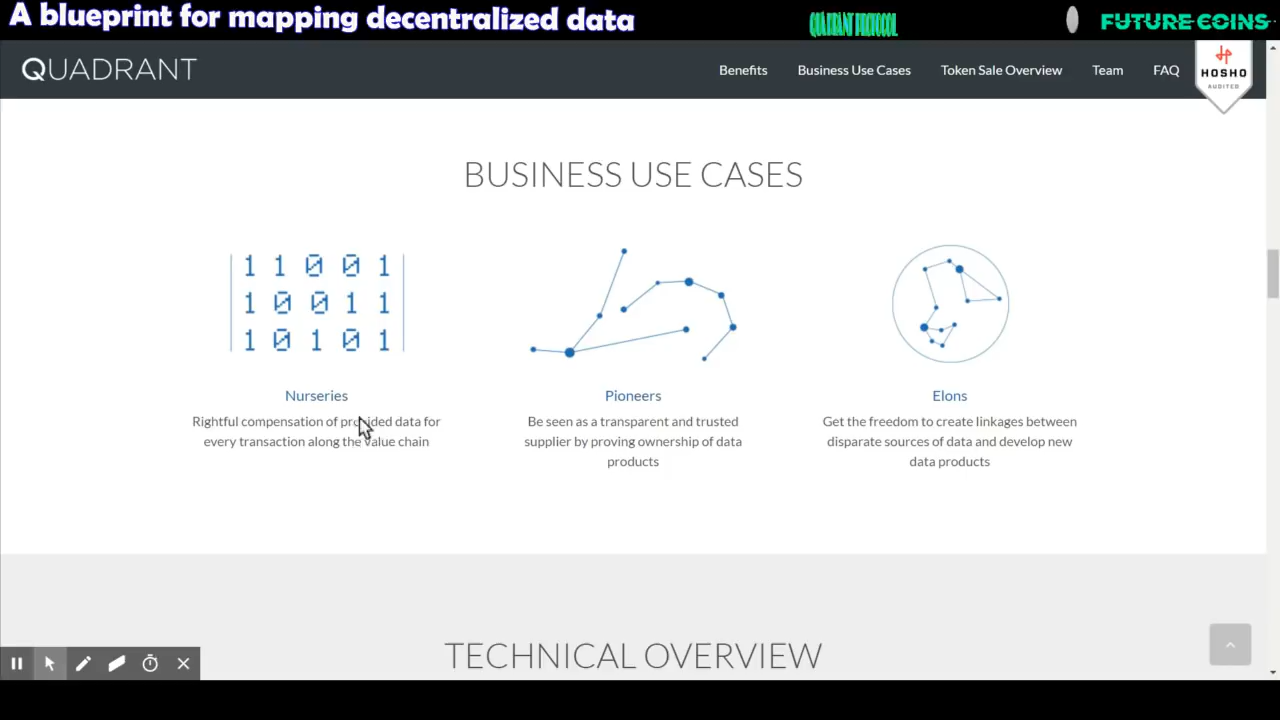 A blueprint for mapping decentralized data
QUADRANT PROTOCOL
FUTURE COINS
QUADRANT
Benefits
Business Use Cases
Token Sale Overview
Team
FAQ
HOSHO
AUDITED
BUSINESS USE CASES
1 1 0 0 1
1 0 0 1 1
1 0 1 0 1
Nurseries
Rightful compensation of provided data for
every transaction along the value chain
Pioneers
Be seen as a transparent and trusted
supplier by proving ownership of data
products
Elons
Get the freedom to create linkages between
disparate sources of data and develop new
data products
TECHNICAL OVERVIEW